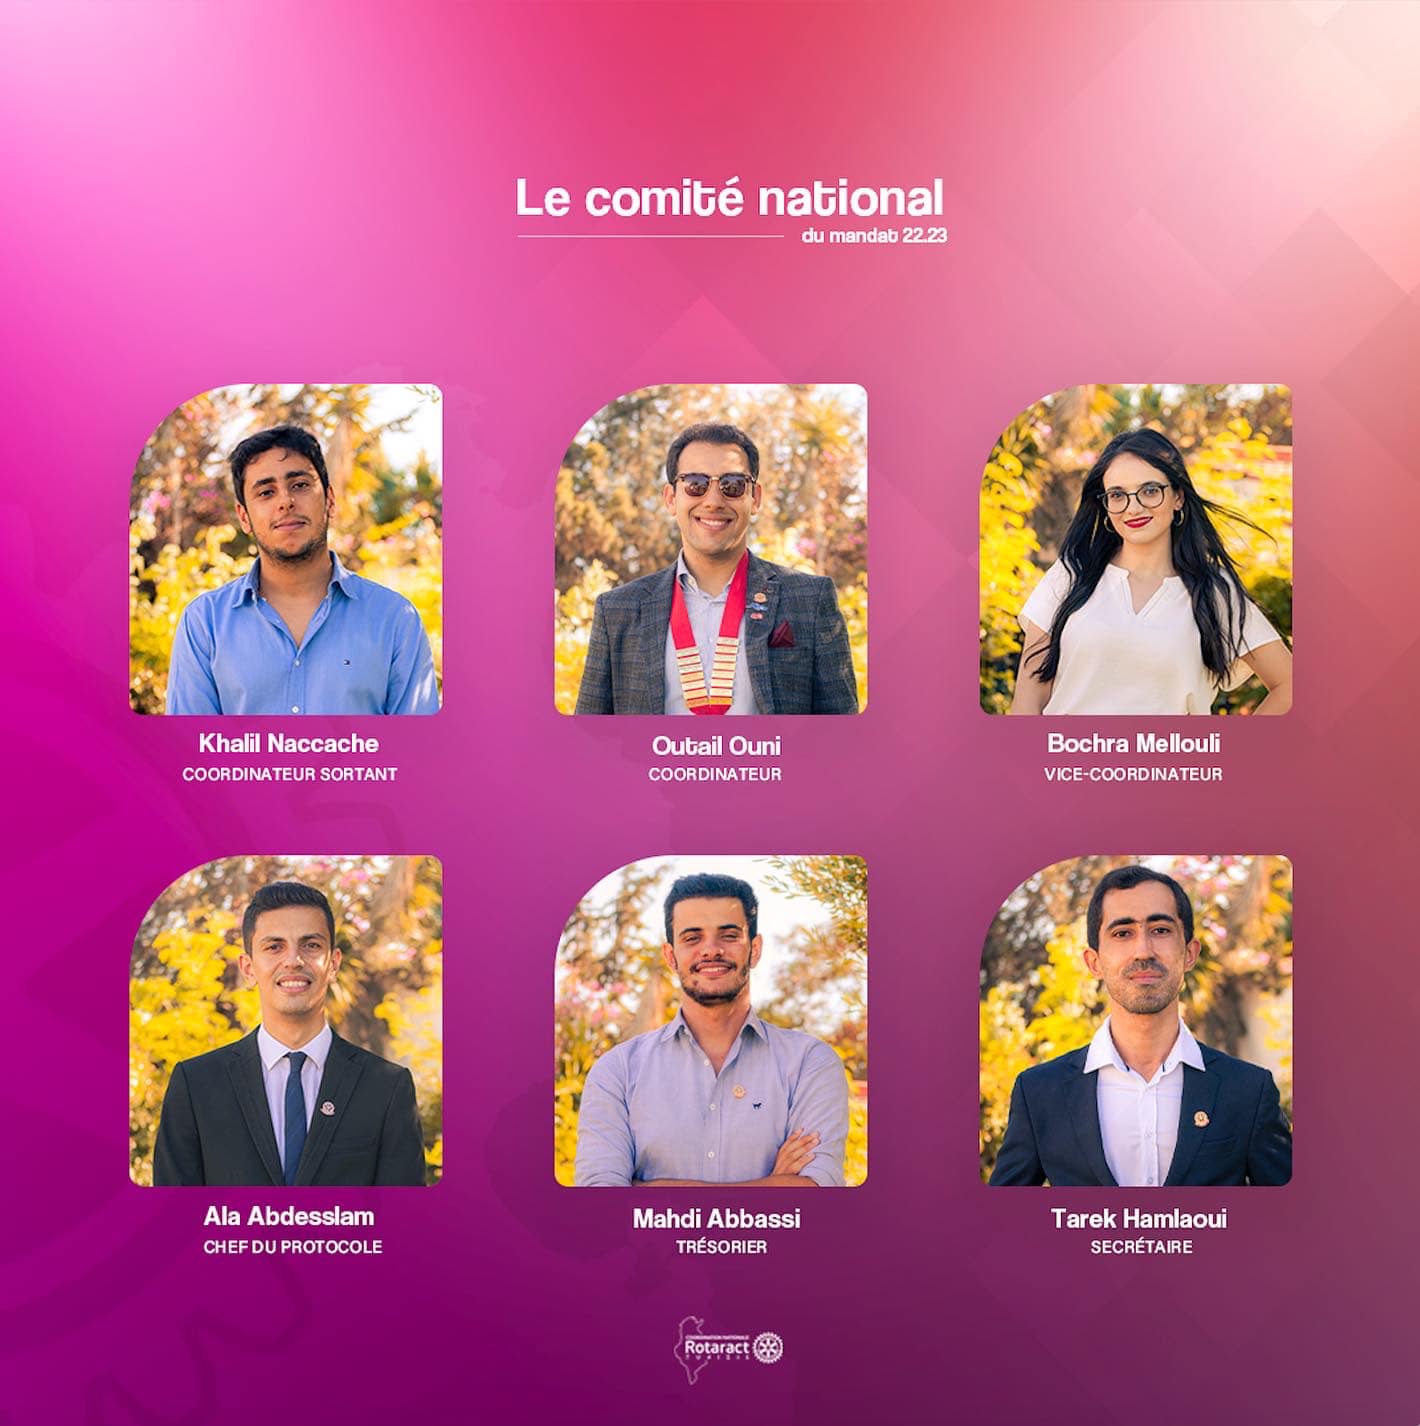 Le comité national
du mandat 22.23
Khalil Naccache
COORDINATEUR SORTANT
Outail Ouni
COORDINATEUR
Bochra Mellouli
VICE-COORDINATEUR
Ala Abdesslam
CHEF DU PROTOCOLE
Mahdi Abbassi
TRÉSORIER
Tarek Hamlaoui
SECRÉTAIRE
COORDINATION NATIONALE
Rotaract
TUNISIE